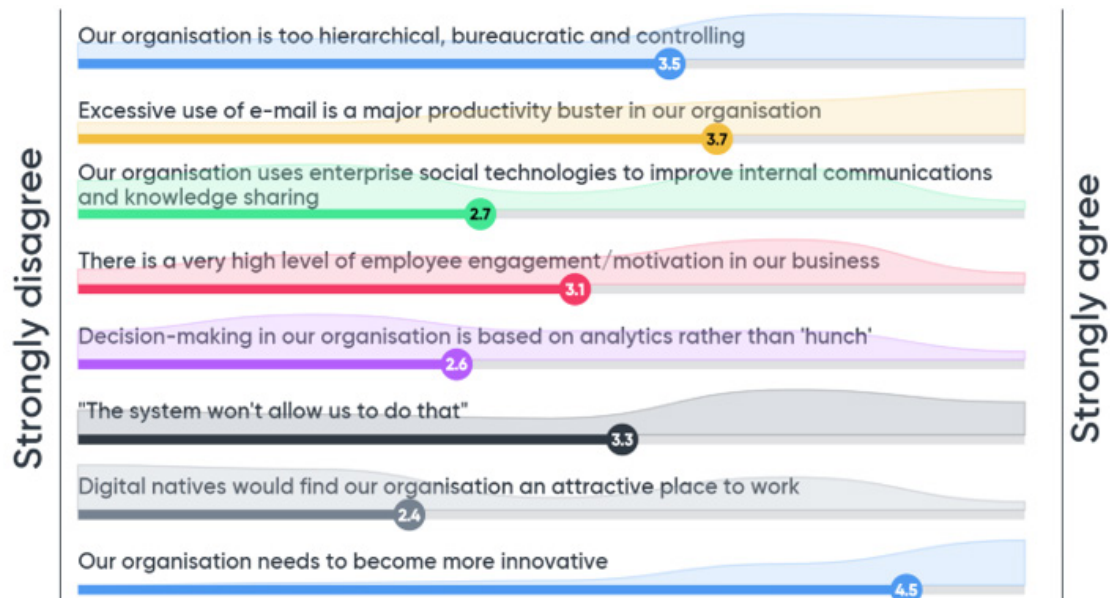 Strongly disagree
Our organisation is too hierarchical, bureaucratic and controlling
3.5
Excessive use of e-mail is a major productivity buster in our organisation
3.7
Our organisation uses enterprise social technologies to improve internal communications
and knowledge sharing
2.7
There is a very high level of employee engagement/motivation in our business
3.1
Decision-making in our organisation is based on analytics rather than 'hunch'
2.6
"The system won't allow us to do that"
3.3
Digital natives would find our organisation an attractive place to work
2.4
Our organisation needs to become more innovative
4.5
Strongly agree